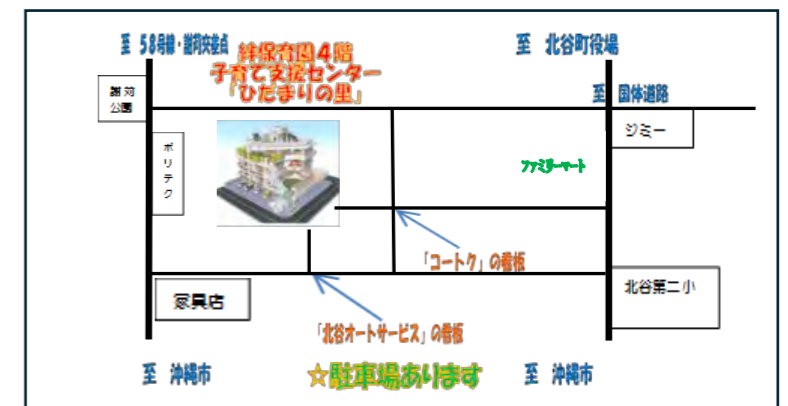 至 58号線・謝苅交差点
絆保育園4階
子育て支援センター
「ひだまりの里」
至 北谷町役場
謝苅
公園
至 国体道路
ジミー
ポリテク
ファミリーマート
「コートク」の看板
北谷第二小
家具店
「北谷オートサービス」の看板
至 沖縄市
☆駐車場あります
至 沖縄市